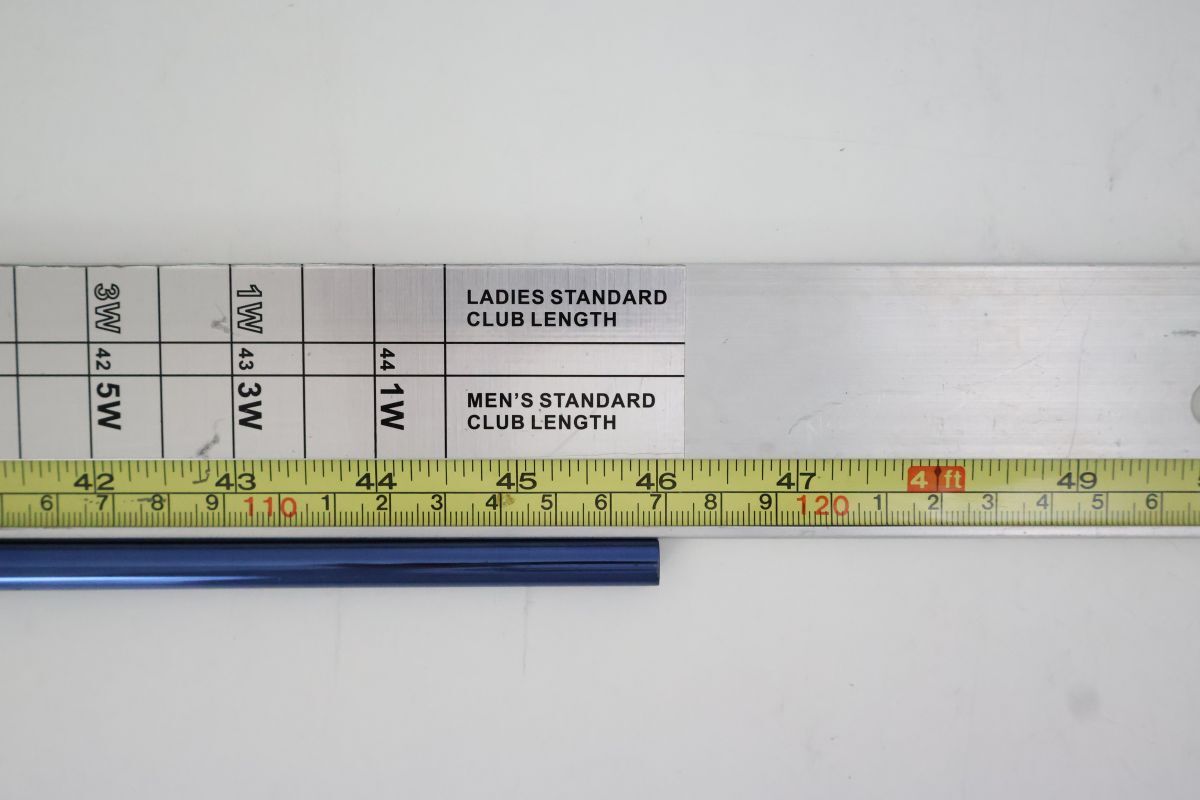 3W 1W LADIES STANDARD
CLUB LENGTH
42 43 44
5W 3W 1W MEN'S STANDARD
CLUB LENGTH
42 43 44 45 46 47 4 ft 49
6 7 8 9 110 1 2 3 4 5 6 7 8 9 120 1 2 3 4 5 6